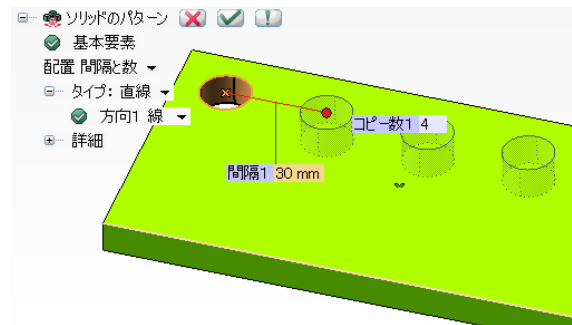 ソリッドのパターン
基本要素
配置 間隔と数
タイプ: 直線
方向1 線
詳細
コピー数1 4
間隔1 30 mm